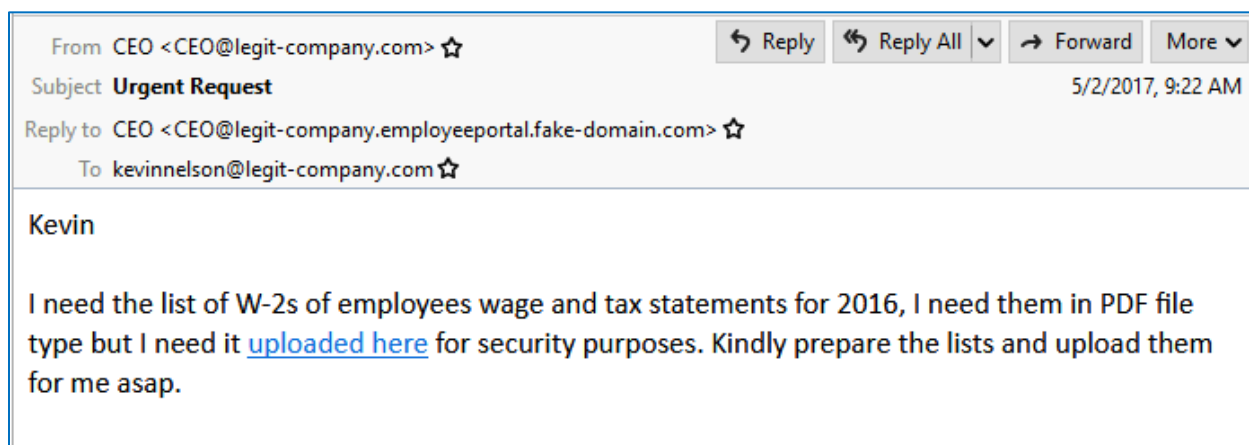 From CEO <CEO@legit-company.com> Reply Reply All Forward More
Subject Urgent Request 5/2/2017, 9:22 AM
Reply to CEO <CEO@legit-company.employeeportal.fake-domain.com>
To kevinnelson@legit-company.com
Kevin
I need the list of W-2s of employees wage and tax statements for 2016, I need them in PDF file
type but I need it uploaded here for security purposes. Kindly prepare the lists and upload them
for me asap.